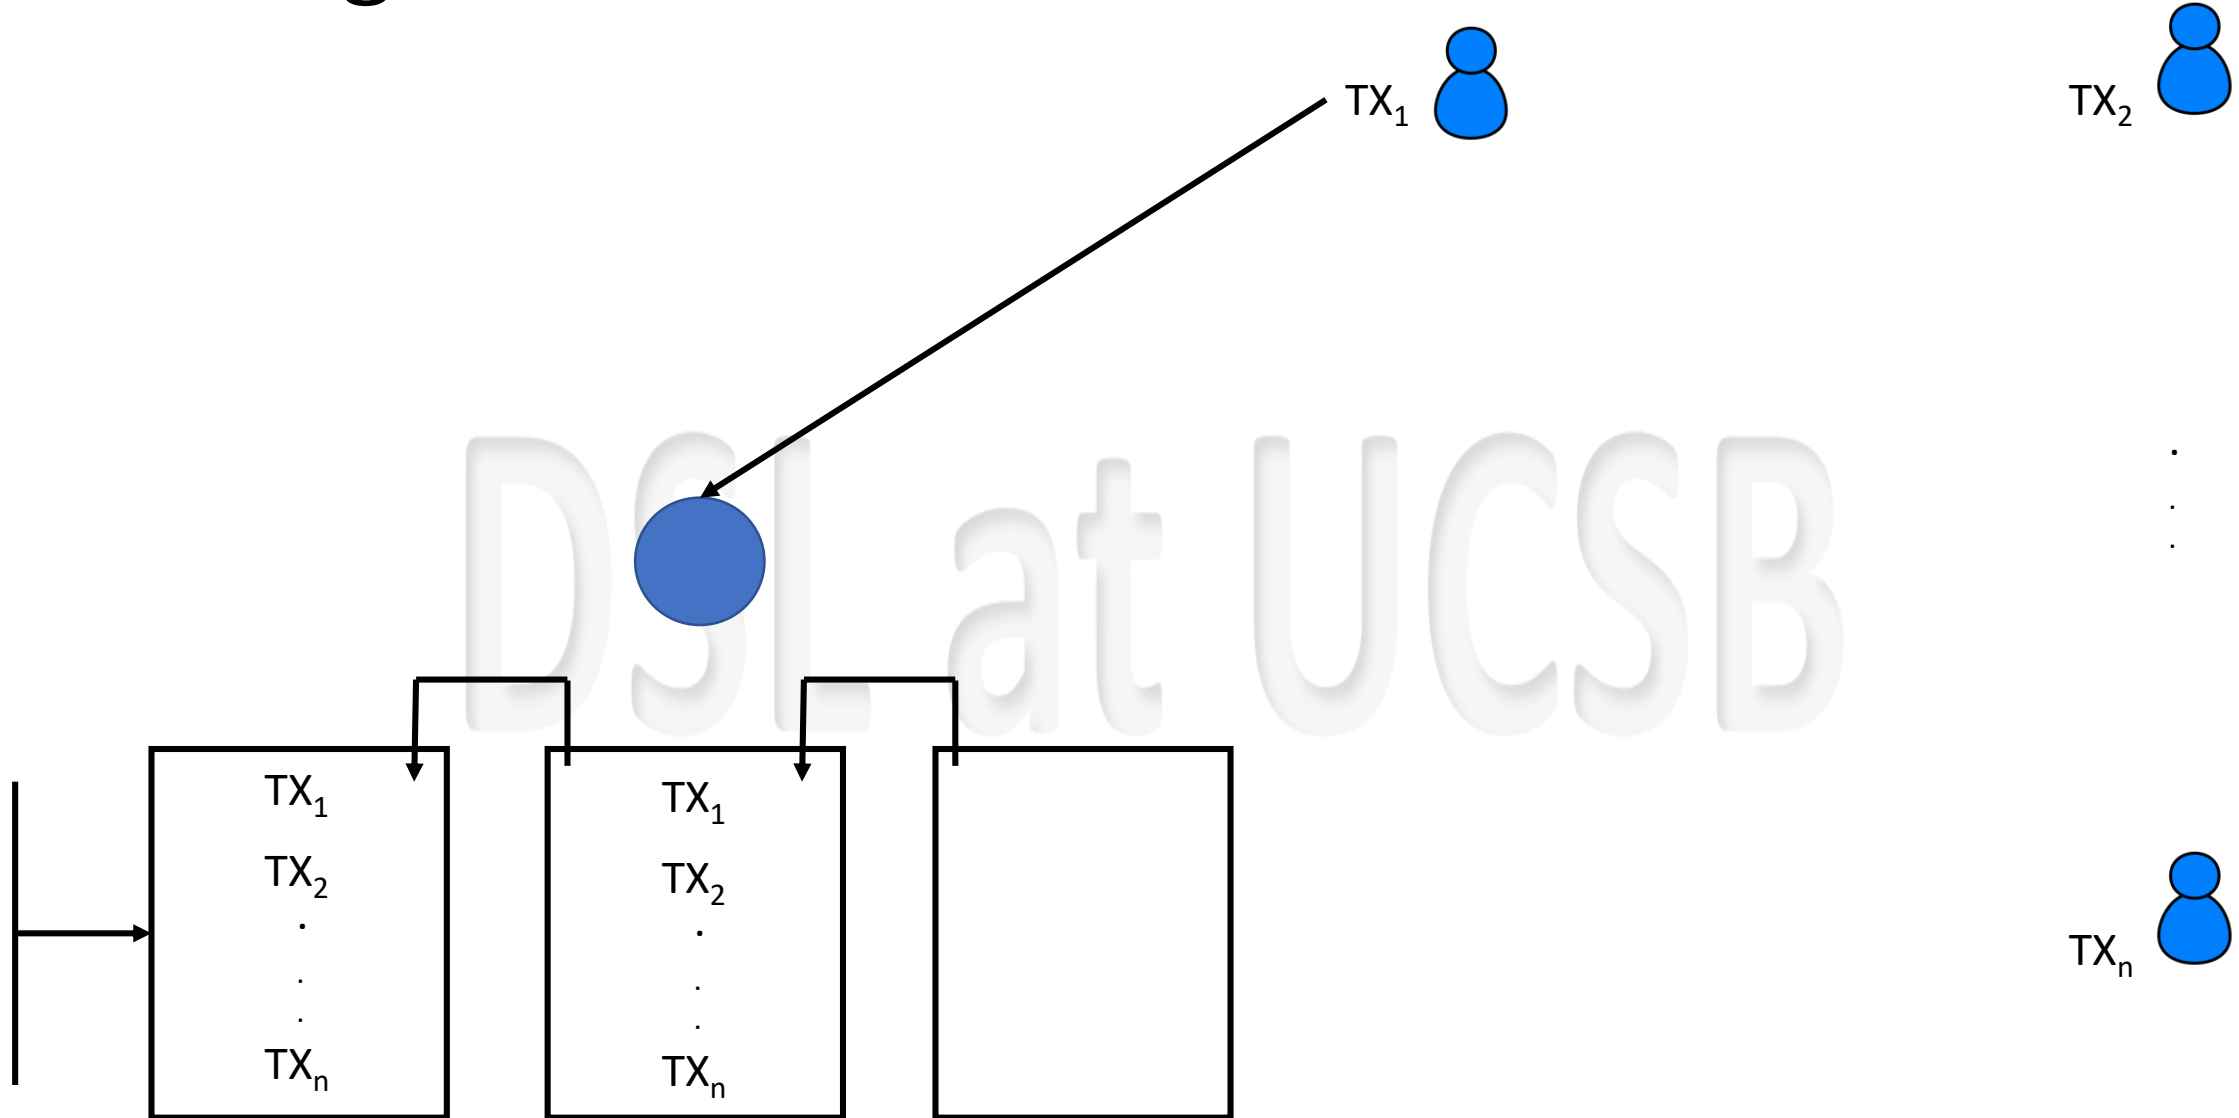 TX₁
TX₂
DSL at UCSB
TX₁
TX₂
.
.
.
TXₙ
TX₁
TX₂
.
.
.
TXₙ
.
.
.
TXₙ